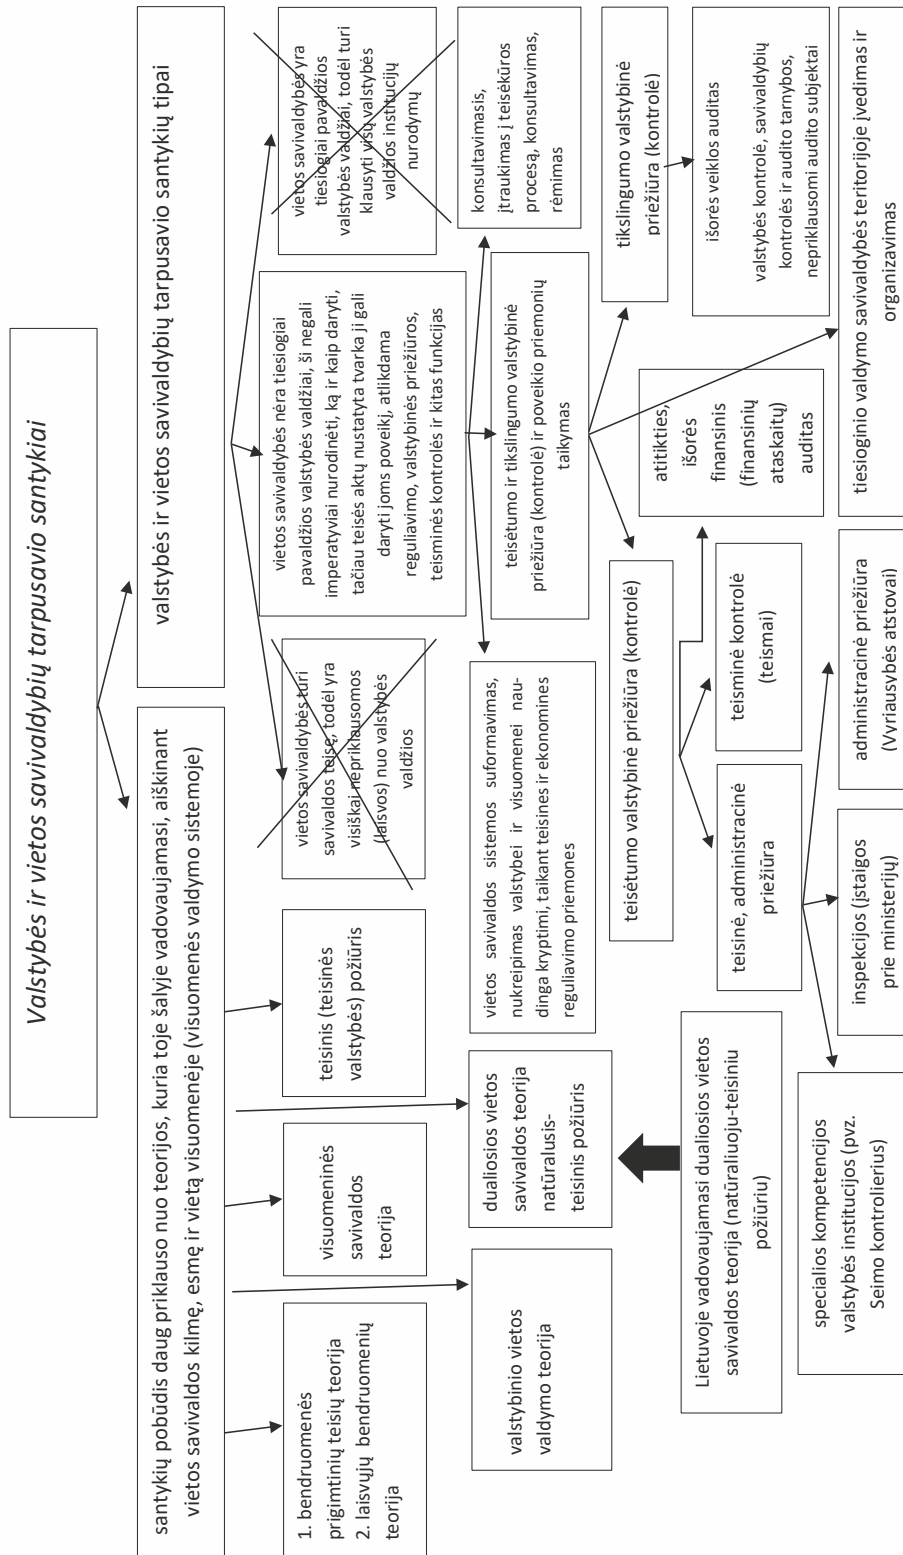 Valstybės ir vietos savivaldybių tarpusavio santykiai
santykių pobūdis daug priklauso nuo teorijos, kuria toje šalyje vadovaujamasi, aiškinant
vietos savivaldos kilmę, esmę ir vietą visuomenėje (visuomenės valdymo sistemoje)
valstybės ir vietos savivaldybių tarpusavio santykių tipai
1. bendruomenės
prigimtinių teisių teorija
2. laisvųjų bendruomenių
teorija
visuomeninės
savivaldos
teorija
teisinis (teisinės
valstybės) požiūris
vietos savivaldybės turi
savivaldos teisę, todėl yra
visiškai nepriklausomos
(laisvos) nuo valstybės
valdžios
vietos savivaldybės nėra tiesiogiai
pavaldžios valstybės valdžiai, ši negali
imperatyviai nurodinėti, ką ir kaip daryti,
tačiau teisės aktų nustatyta tvarka ji gali
daryti joms poveikį, atlikdama
reguliavimo, valstybinės priežiūros,
teisminės kontrolės ir kitas funkcijas
vietos savivaldybės yra
tiesiogiai pavaldžios
valstybės valdžiai, todėl turi
klausyti visų valstybės
valdžios institucijų
nurodymų
valstybinio vietos
valdymo teorija
dualiosios vietos
savivaldos teorija
natūralusis-
teisinis požiūris
vietos savivaldos sistemos suformavimas,
nukreipimas valstybei ir visuomenei nau-
dinga kryptimi, taikant teisines ir ekonomines
reguliavimo priemones
teisėtumo ir tikslingumo valstybinė
priežiūra (kontrolė) ir poveikio priemonių
taikymas
konsultavimasis,
įtraukimas į teisėkūros
procesą, konsultavimas,
rėmimas
Lietuvoje vadovaujamasi dualiosios vietos
savivaldos teorija (natūraliuoju-teisiniu
požiūriu)
teisėtumo valstybinė priežiūra (kontrolė)
tikslingumo valstybinė
priežiūra (kontrolė)
teisinė, administracinė
priežiūra
teisminė kontrolė
(teismai)
atitikties,
išorės
finansinis
(finansinių
ataskaitų)
auditas
išorės veiklos auditas
valstybės kontrolė, savivaldybių
kontrolės ir audito tarnybos,
nepriklausomi audito subjektai
specialios kompetencijos
valstybės institucijos (pvz.
Seimo kontrolierius)
inspekcijos (įstaigos
prie ministerijų)
administracinė priežiūra
(Vyriausybės atstovai)
tiesioginio valdymo savivaldybės teritorijoje įvedimas ir
organizavimas